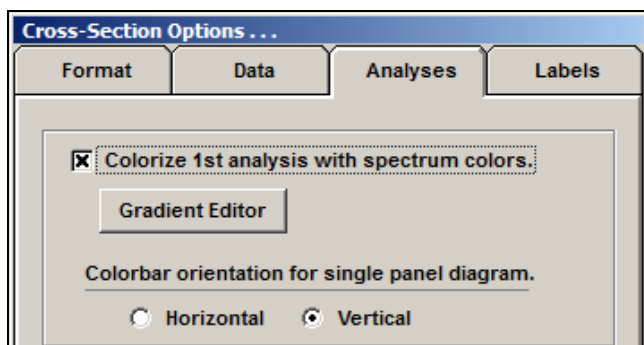 Cross-Section Options . . .
Format Data Analyses Labels
Colorize 1st analysis with spectrum colors.
Gradient Editor
Colorbar orientation for single panel diagram.
Horizontal Vertical